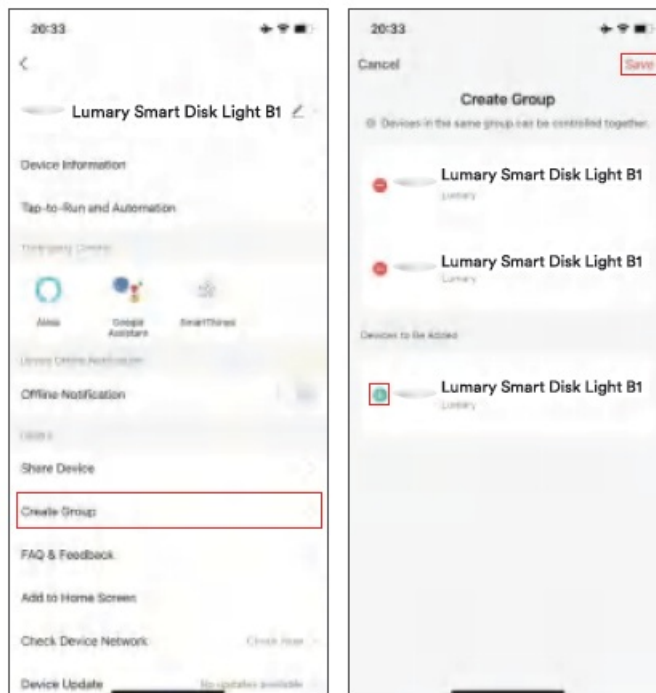 20:33
Lumary Smart Disk Light B1
Device Information
Tap-to-Run and Automation
Alexa
Google Assistant
SmartThings
Offline Notification
Share Device
Create Group
FAQ & Feedback
Add to Home Screen
Check Device Network
Check Now
Device Update
No updates available
20:33
Cancel
Save
Create Group
Devices in the same group can be controlled together.
Lumary Smart Disk Light B1
Lumary
Lumary Smart Disk Light B1
Lumary
Devices to Be Added
Lumary Smart Disk Light B1
Lumary